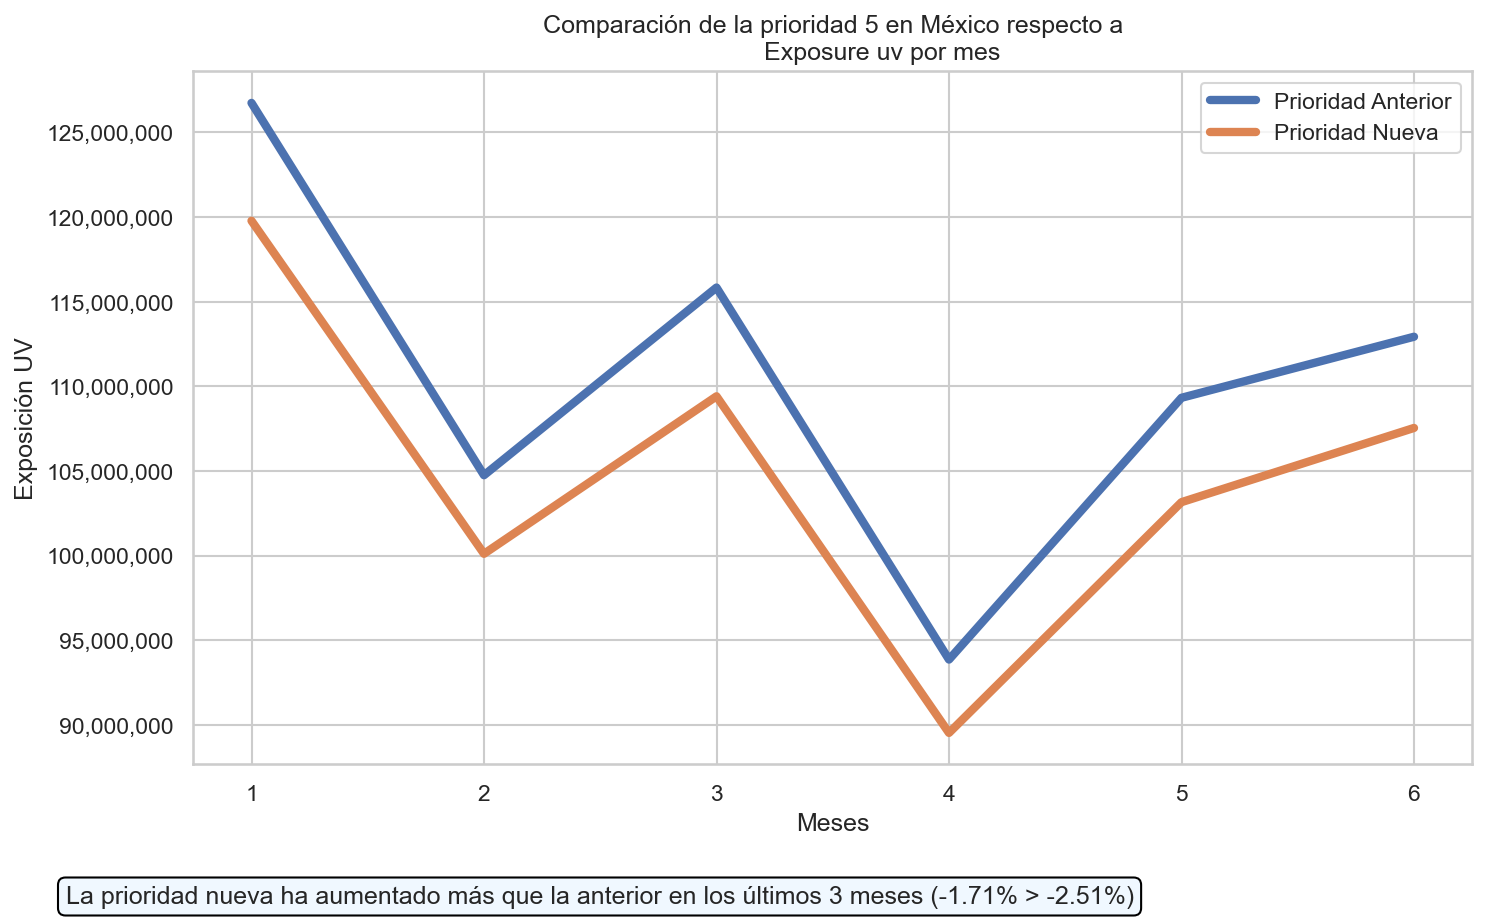 Comparación de la prioridad 5 en México respecto a
Exposure uv por mes
Prioridad Anterior
Prioridad Nueva
Exposición UV
125,000,000
120,000,000
115,000,000
110,000,000
105,000,000
100,000,000
95,000,000
90,000,000
1 2 3 4 5 6
Meses
La prioridad nueva ha aumentado más que la anterior en los últimos 3 meses (-1.71% > -2.51%)